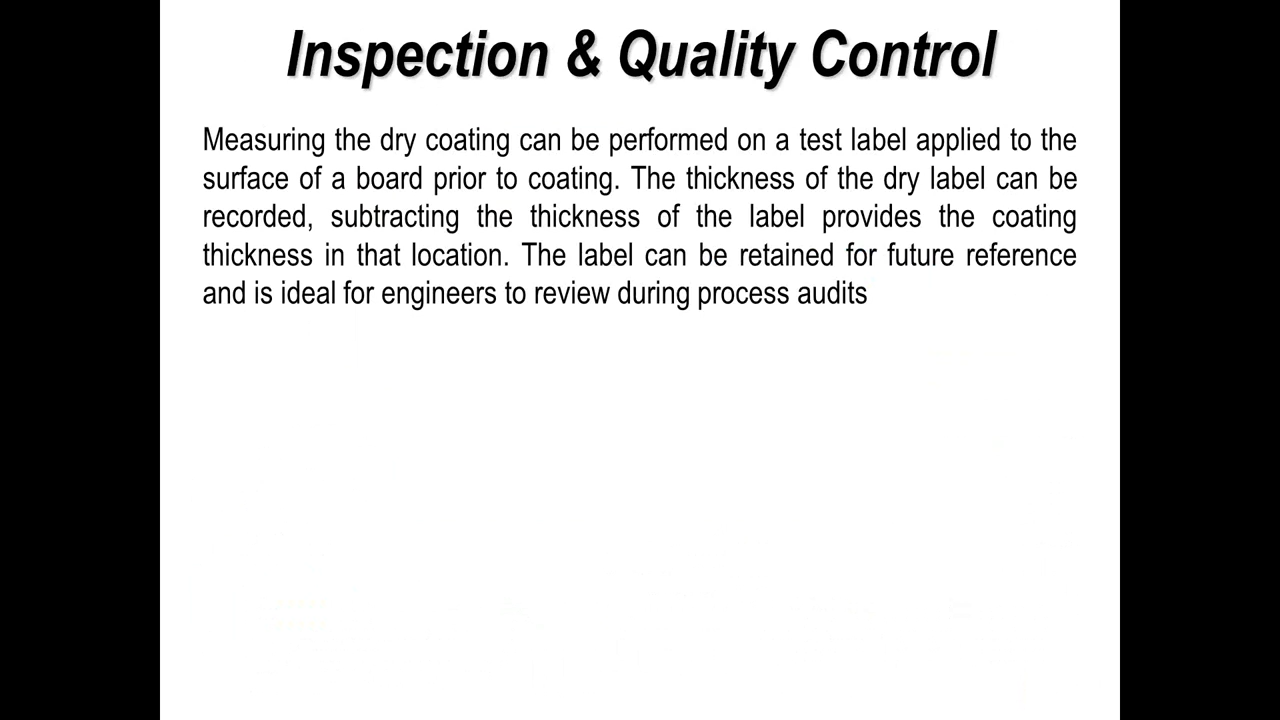 Inspection & Quality Control
Measuring the dry coating can be performed on a test label applied to the
surface of a board prior to coating. The thickness of the dry label can be
recorded, subtracting the thickness of the label provides the coating
thickness in that location. The label can be retained for future reference
and is ideal for engineers to review during process audits